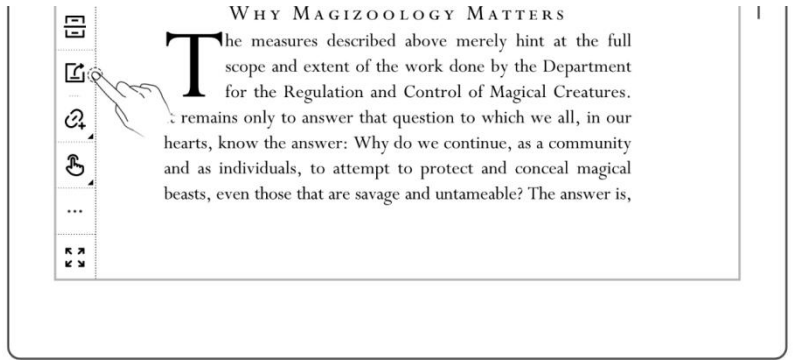 WHY MAGIZOOLOGY MATTERS
The measures described above merely hint at the full
scope and extent of the work done by the Department
for the Regulation and Control of Magical Creatures.
remains only to answer that question to which we all, in our
hearts, know the answer: Why do we continue, as a community
and as individuals, to attempt to protect and conceal magical
beasts, even those that are savage and untameable? The answer is,